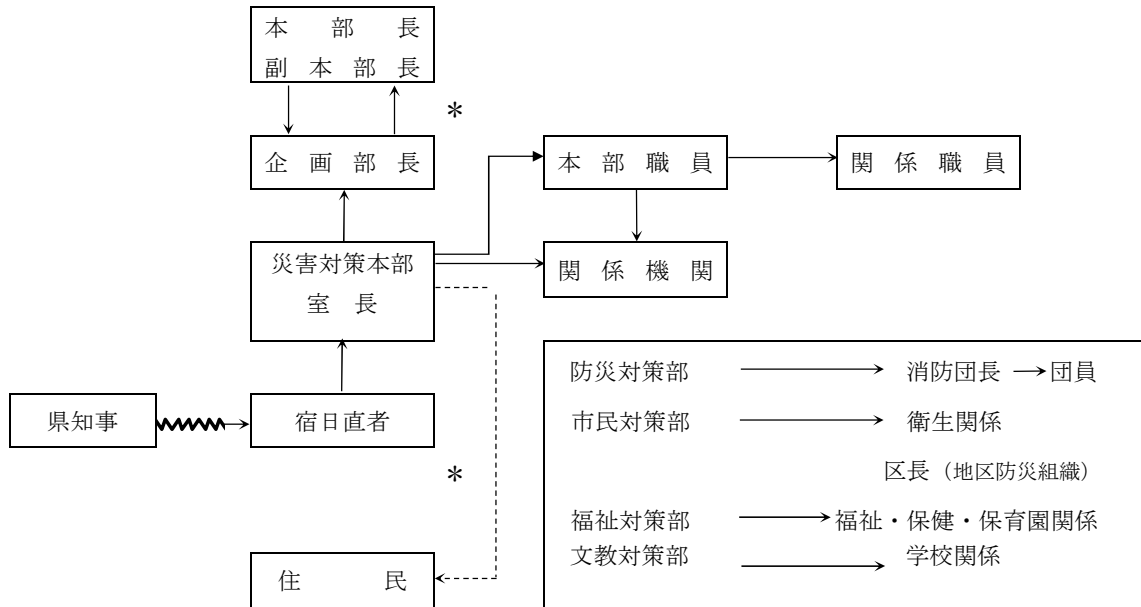 本部長
副本部長
＊
企画部長
本部職員
関係職員
災害対策本部
室長
関係機関
県知事
宿日直者
＊
住民
防災対策部 → 消防団長 → 団員
市民対策部 → 衛生関係
区長（地区防災組織）
福祉対策部 → 福祉・保健・保育園関係
文教対策部 → 学校関係